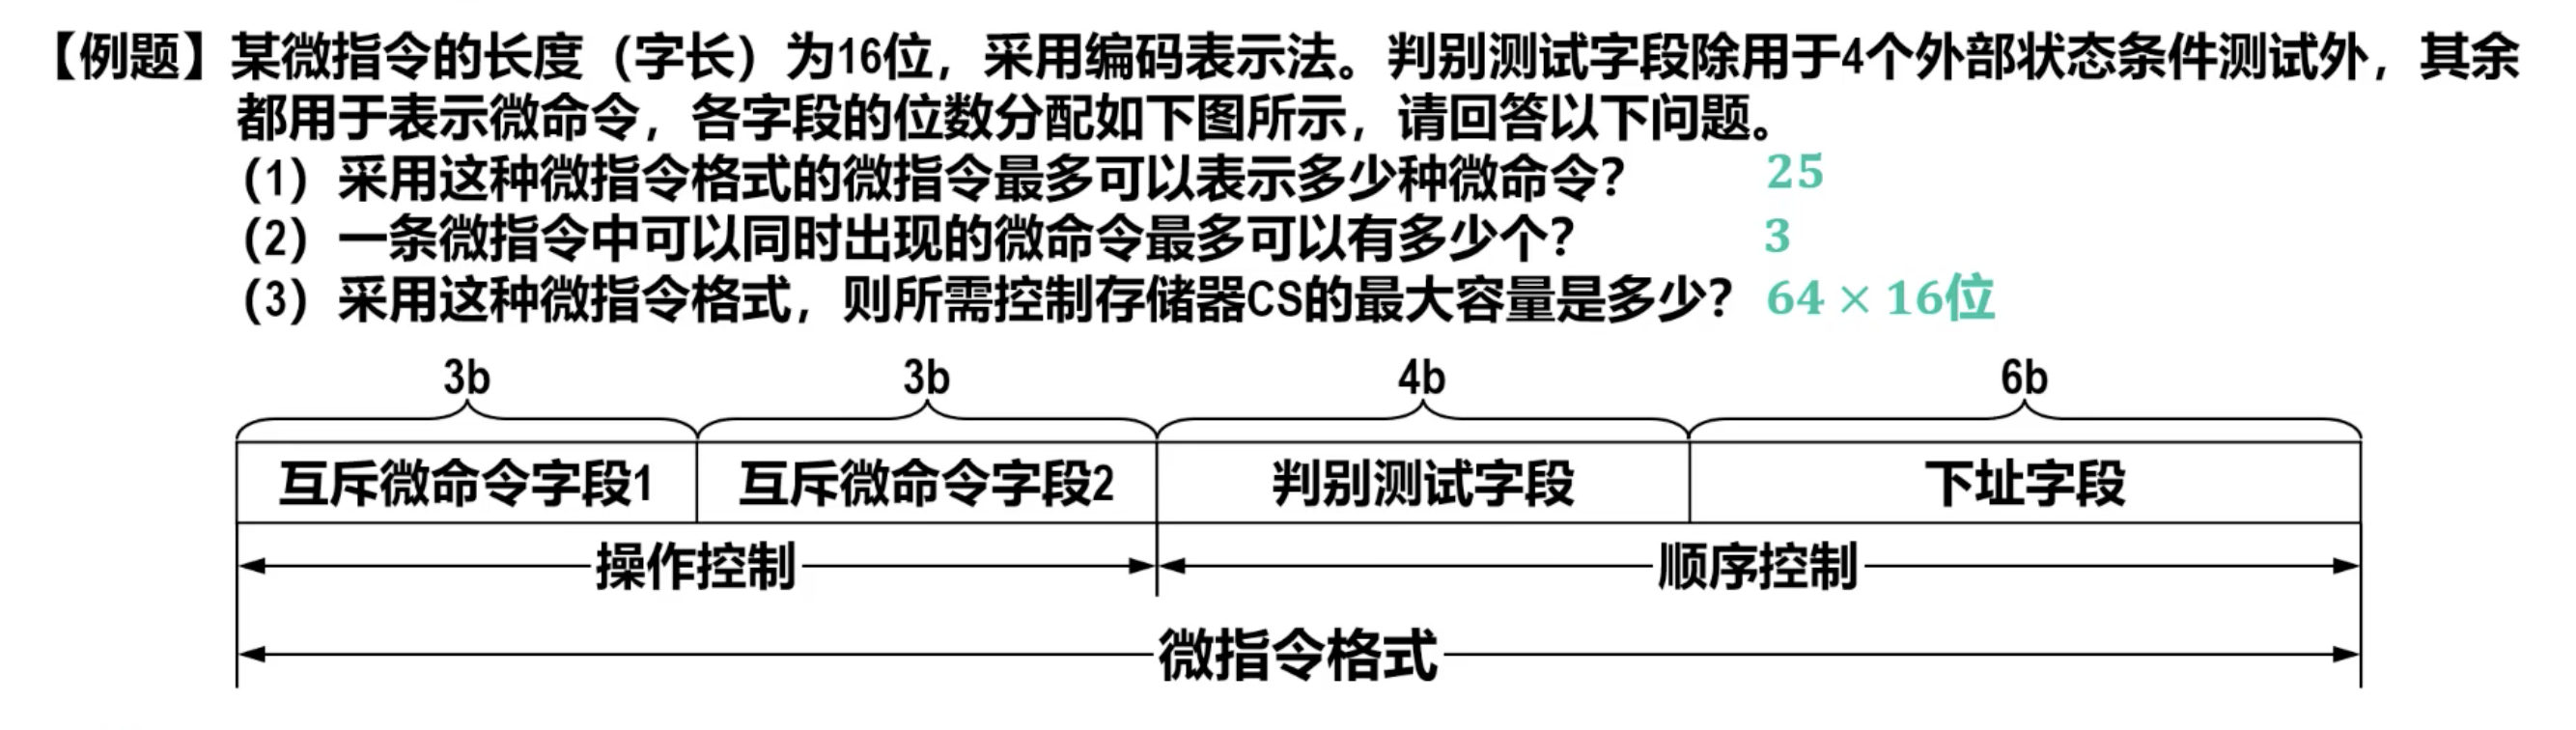 【例题】某微指令的长度（字长）为16位，采用编码表示法。判别测试字段除用于4个外部状态条件测试外，其余
都用于表示微命令，各字段的位数分配如下图所示，请回答以下问题。
（1）采用这种微指令格式的微指令最多可以表示多少种微命令？ 25
（2）一条微指令中可以同时出现的微命令最多可以有多少个？ 3
（3）采用这种微指令格式，则所需控制存储器CS的最大容量是多少？ 64 × 16位
3b 3b 4b 6b
互斥微命令字段1 互斥微命令字段2 判别测试字段 下址字段
操作控制 顺序控制
微指令格式